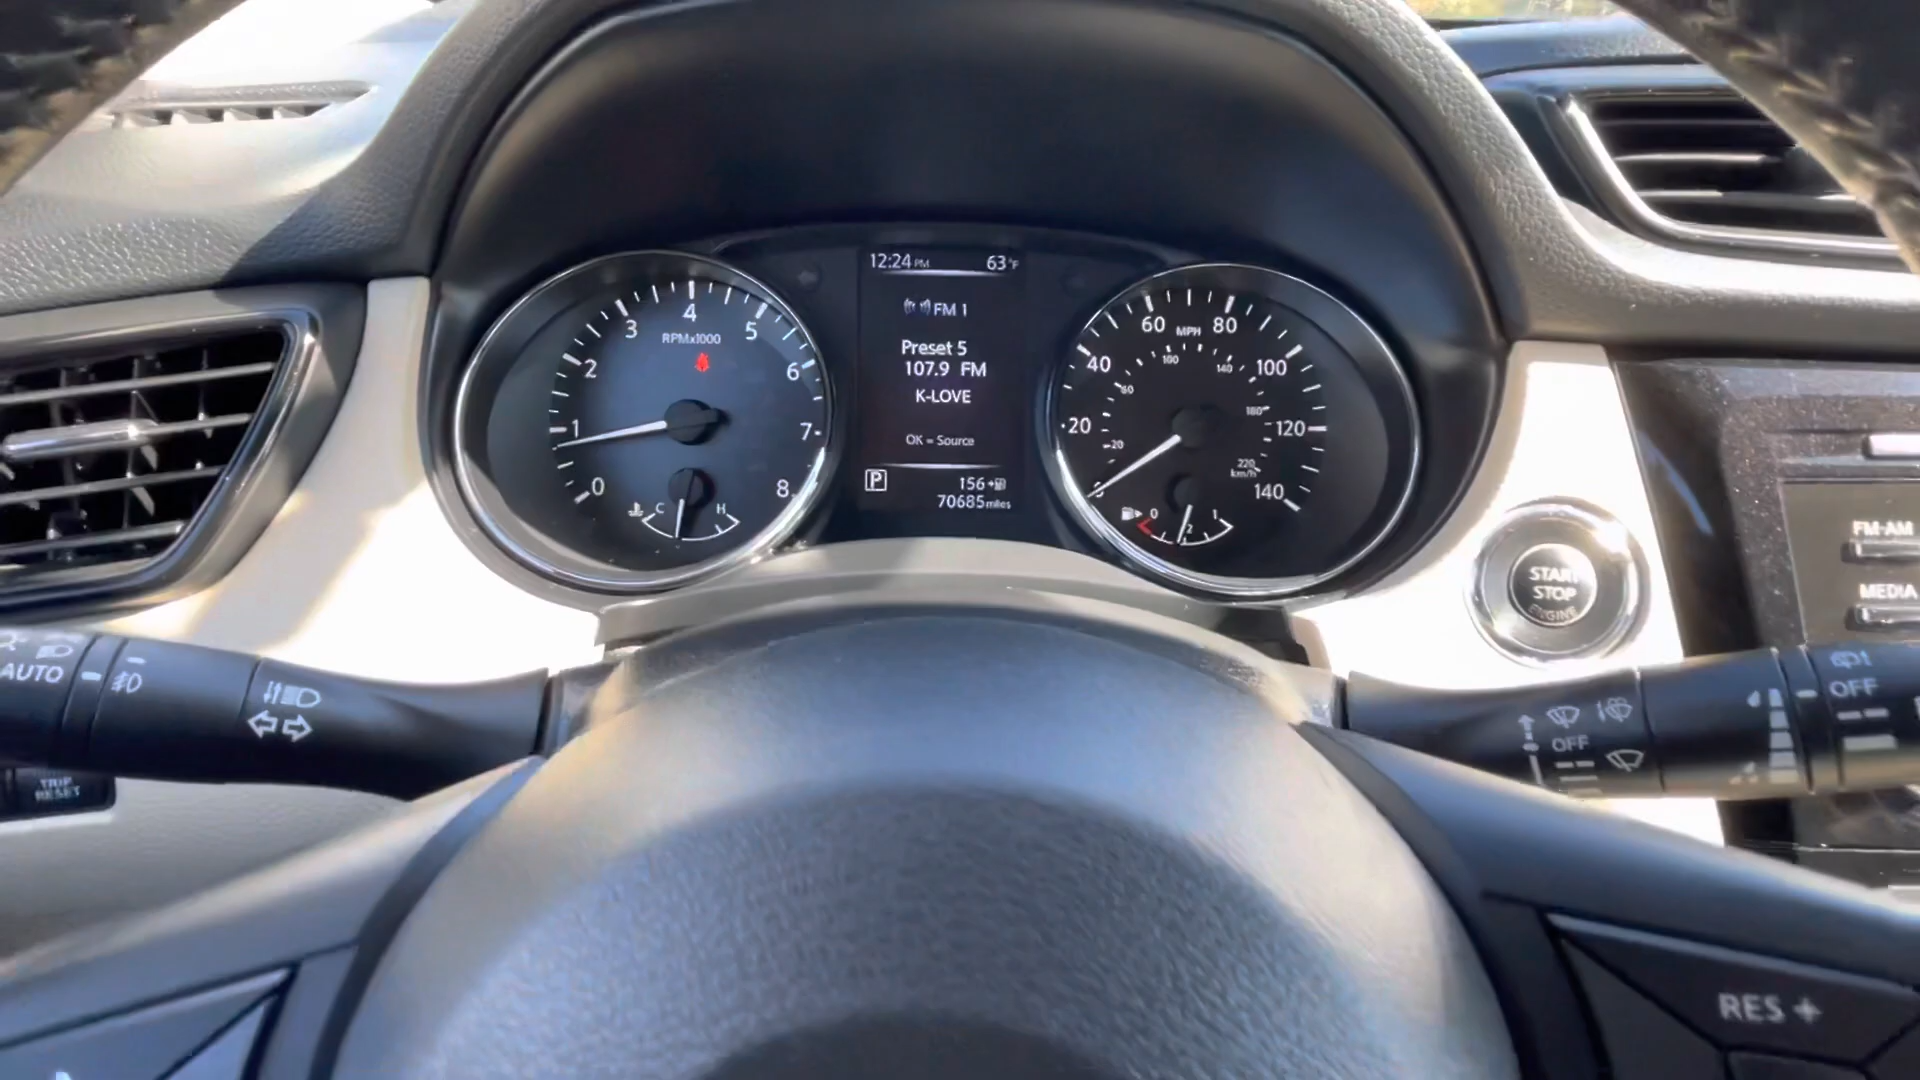 12:24 PM 63°F
FM 1
Preset 5
107.9 FM
K-LOVE
OK = Source
P 156
70685 miles
0 1 2 3 4 5 6 7 8
RPMx1000
C H
20 40 60 80 100 120 140
MPH
20 60 100 140 180 220
km/h
0 1/2 1
START
STOP
ENGINE
FM-AM
MEDIA
AUTO
TRIP
RESET
OFF
OFF
RES +